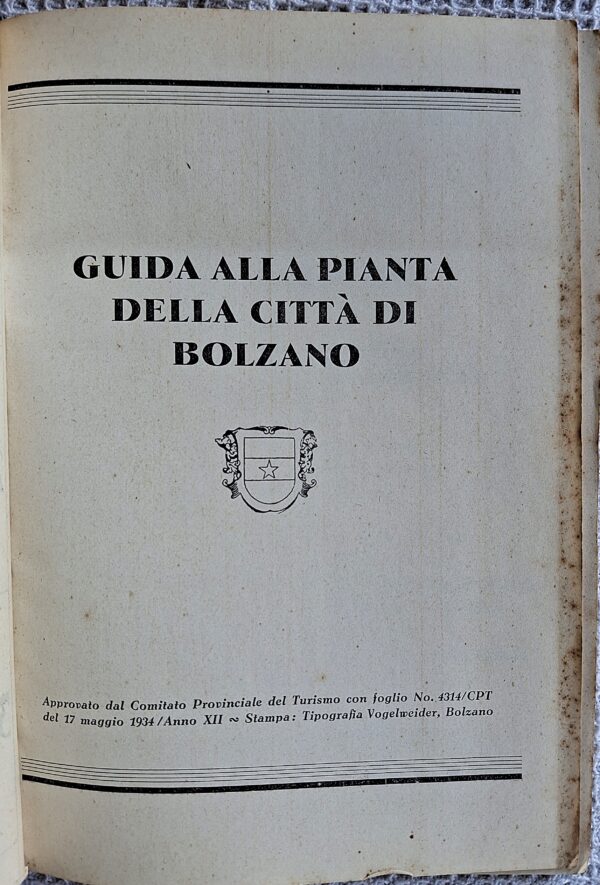 GUIDA ALLA PIANTA
DELLA CITTÀ DI
BOLZANO
Approvato dal Comitato Provinciale del Turismo con foglio No. 4314/CPT
del 17 maggio 1934/Anno XII ~ Stampa: Tipografia Vogelweider, Bolzano